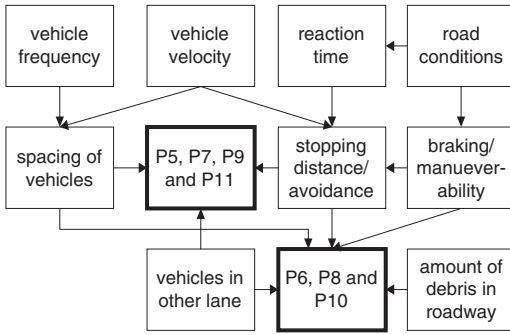 vehicle
frequency
vehicle
velocity
reaction
time
road
conditions
spacing of
vehicles
P5, P7, P9
and P11
stopping
distance/
avoidance
braking/
manuever-
ability
vehicles in
other lane
P6, P8 and
P10
amount of
debris in
roadway